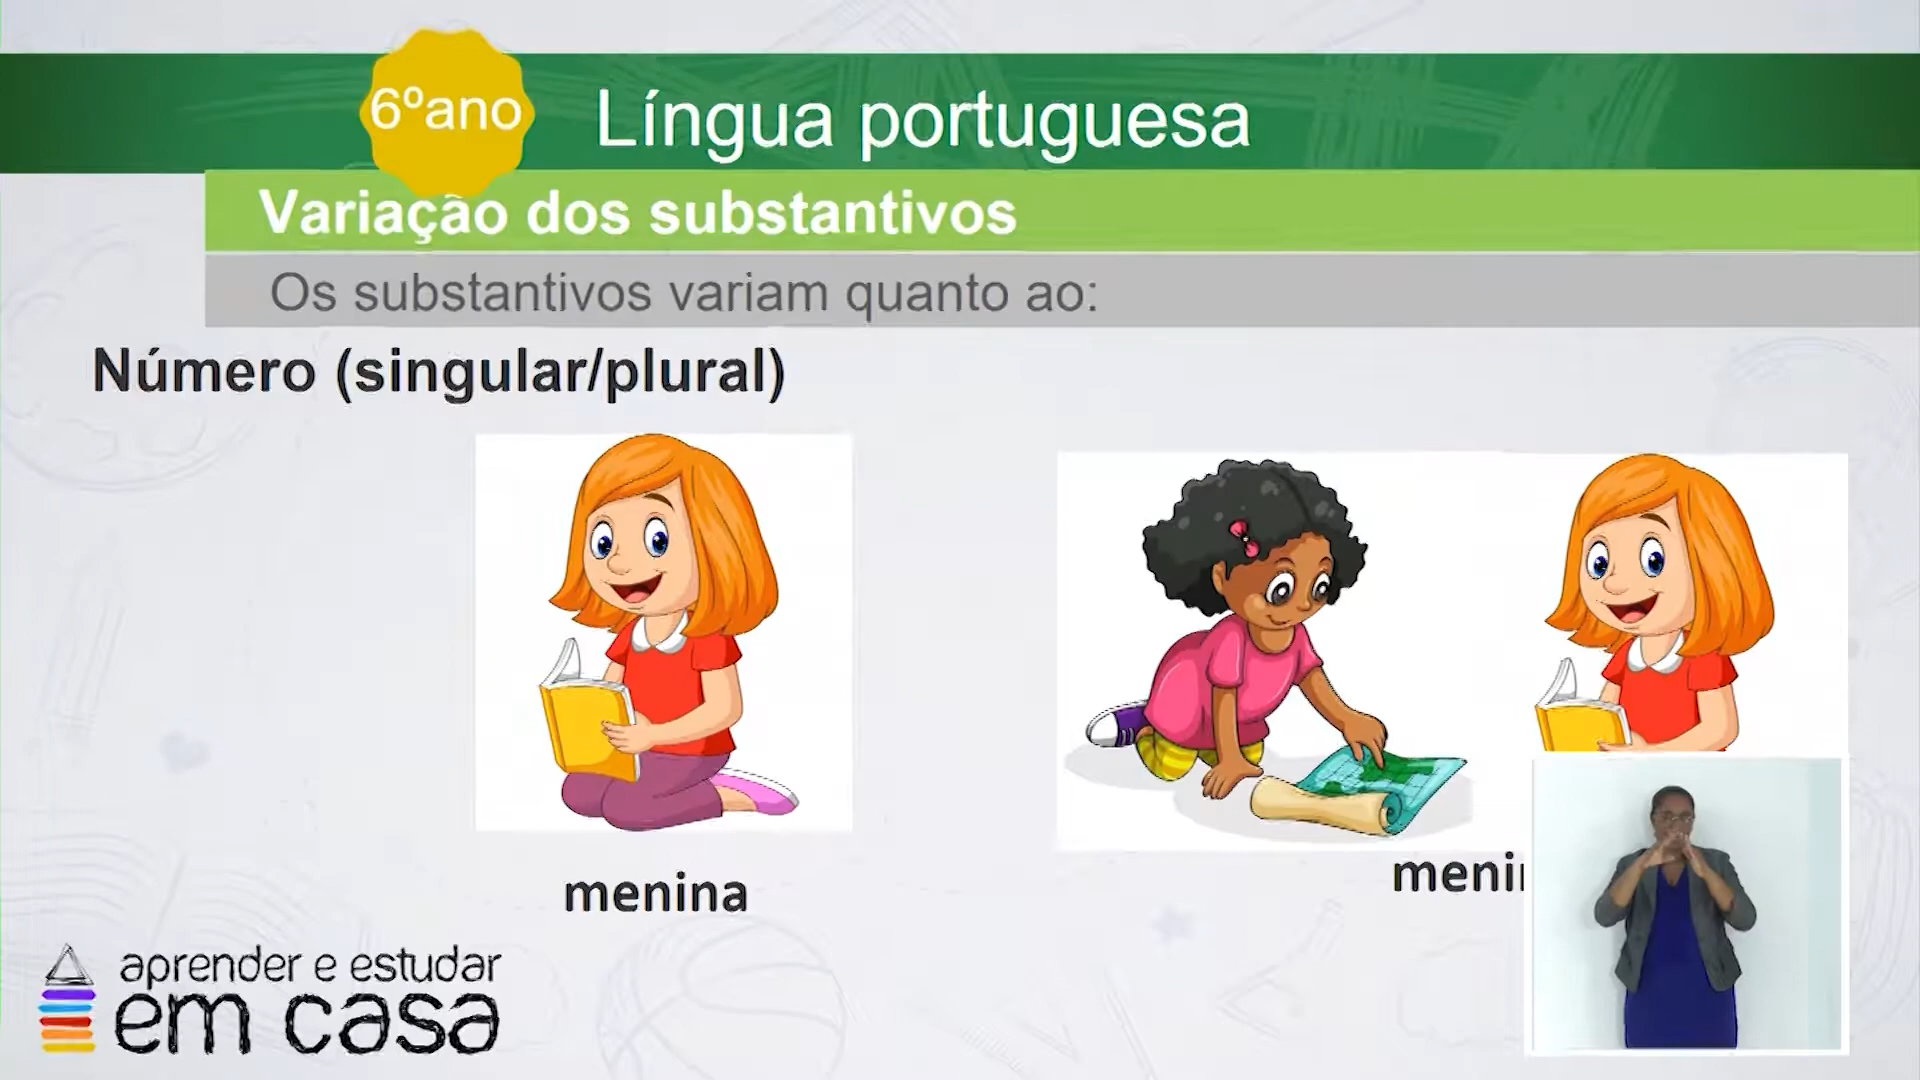 6ºano
Língua portuguesa
Variação dos substantivos
Os substantivos variam quanto ao:
Número (singular/plural)
menina
aprender e estudar
em casa